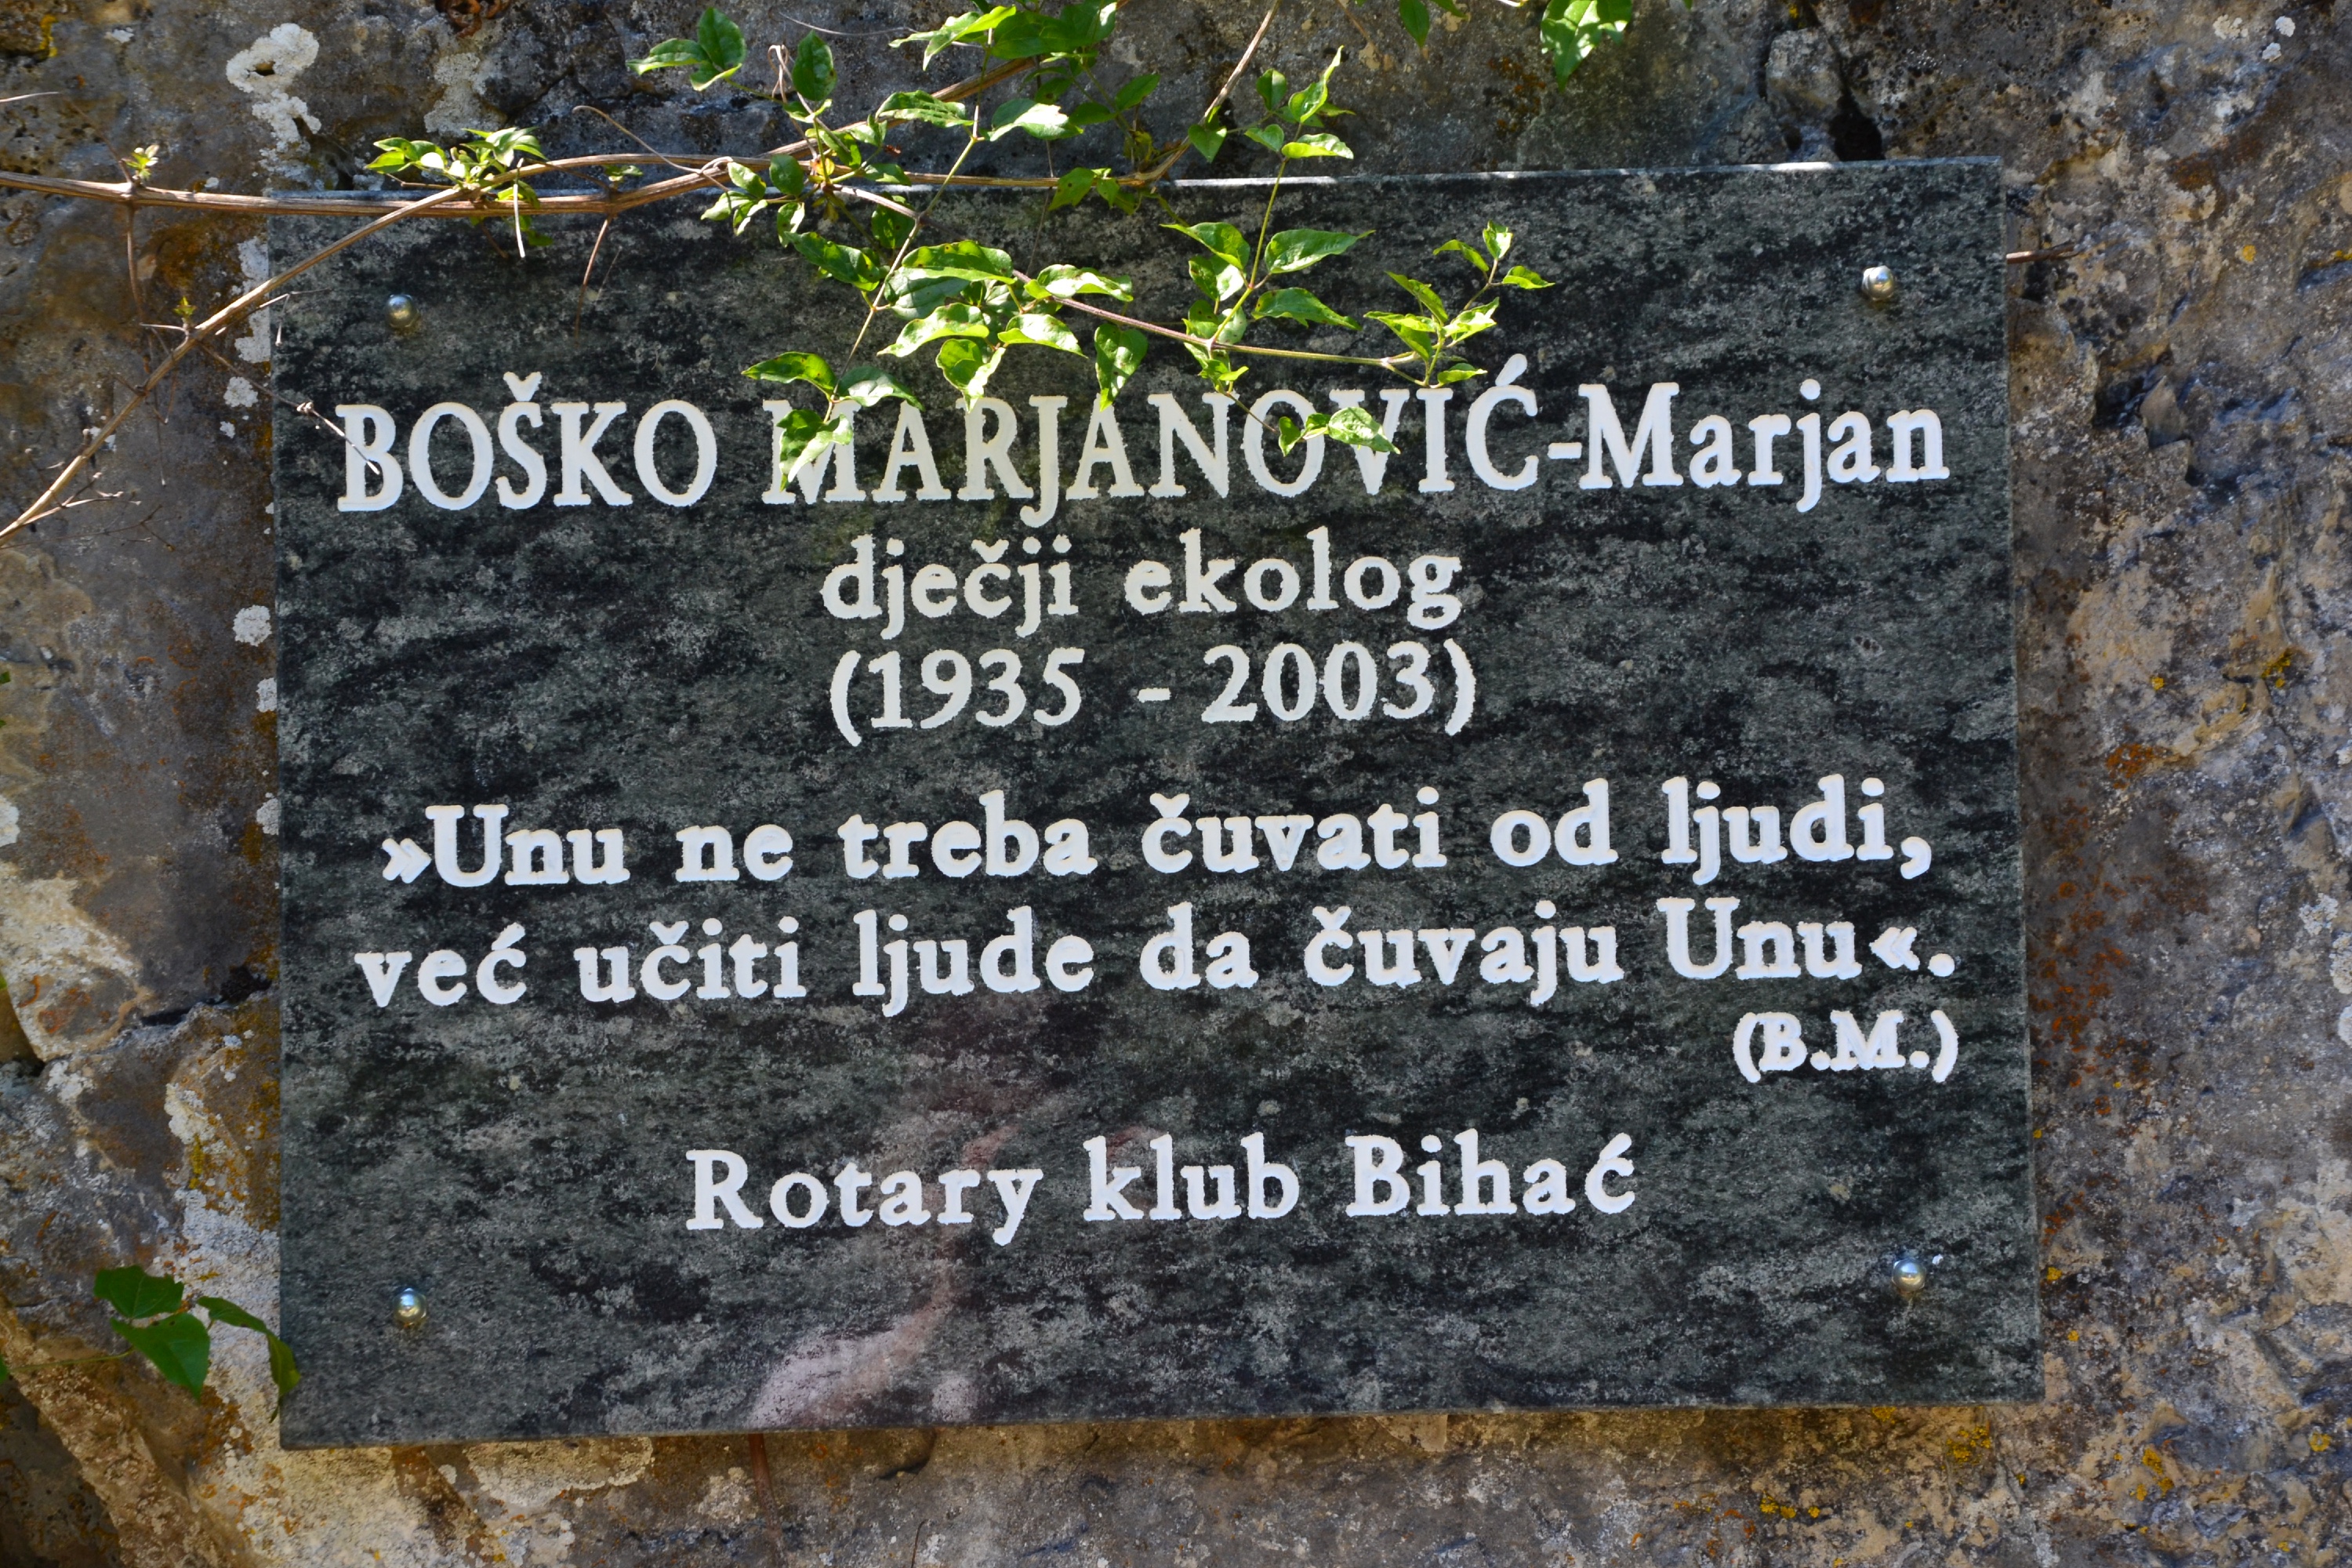 BOŠKO MARJANOVIĆ-Marjan
dječji ekolog
(1935 - 2003)
»Unu ne treba čuvati od ljudi,
već učiti ljude da čuvaju Unu«.
(B.M.)
Rotary klub Bihać